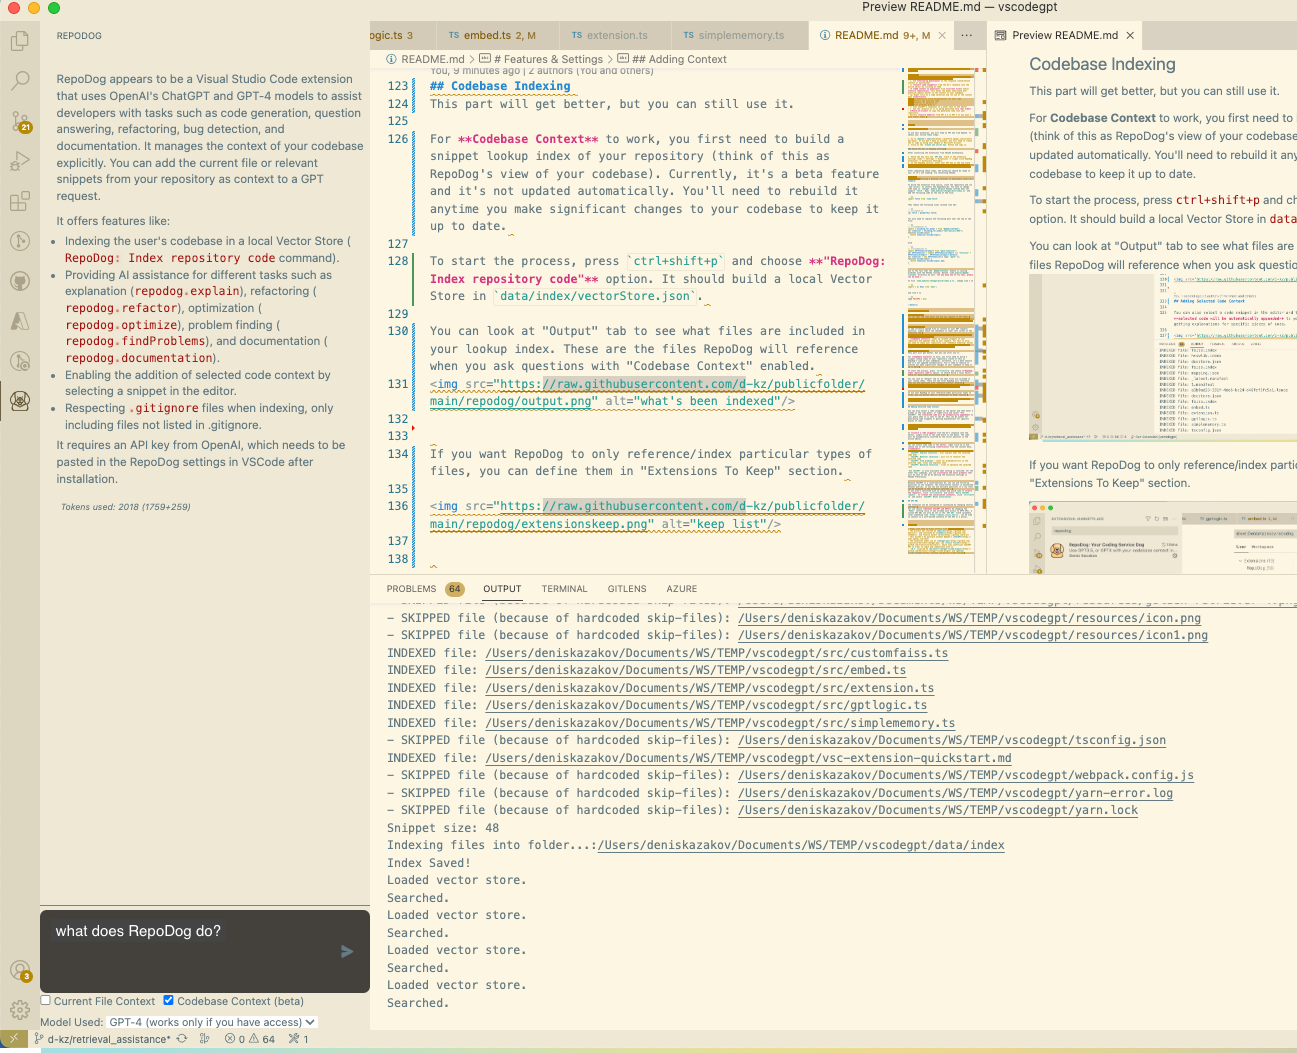 Preview README.md — vscodegpt
REPODOG
RepoDog appears to be a Visual Studio Code extension
that uses OpenAI's ChatGPT and GPT-4 models to assist
developers with tasks such as code generation, question
answering, refactoring, bug detection, and
documentation. It manages the context of your codebase
explicitly. You can add the current file or relevant
snippets from your repository as context to a GPT
request.
It offers features like:
• Indexing the user's codebase in a local Vector Store (
RepoDog: Index repository code command).
• Providing AI assistance for different tasks such as
explanation (repodog.explain), refactoring (
repodog.refactor), optimization (
repodog.optimize), problem finding (
repodog.findProblems), and documentation (
repodog.documentation).
• Enabling the addition of selected code context by
selecting a snippet in the editor.
• Respecting .gitignore files when indexing, only
including files not listed in .gitignore.
It requires an API key from OpenAI, which needs to be
pasted in the RepoDog settings in VSCode after
installation.
Tokens used: 2018 (1759+259)
21
3
what does RepoDog do?
Current File Context Codebase Context (beta)
Model Used: GPT-4 (works only if you have access)
d-kz/retrieval_assistance* 0 64 1
ogic.ts 3 TS embed.ts 2, M TS extension.ts TS simplememory.ts README.md 9+, M × ···
README.md > # Features & Settings > ## Adding Context
You, 9 minutes ago | 2 authors (You and others)
123 ## Codebase Indexing
124 This part will get better, but you can still use it.
125
126 For **Codebase Context** to work, you first need to build a
snippet lookup index of your repository (think of this as
RepoDog's view of your codebase). Currently, it's a beta feature
and it's not updated automatically. You'll need to rebuild it
anytime you make significant changes to your codebase to keep it
up to date.
127
128 To start the process, press `ctrl+shift+p` and choose **"RepoDog:
Index repository code"** option. It should build a local Vector
Store in `data/index/vectorStore.json`.
129
130 You can look at "Output" tab to see what files are included in
your lookup index. These are the files RepoDog will reference
when you ask questions with "Codebase Context" enabled.
131 <img src="https://raw.githubusercontent.com/d-kz/publicfolder/
main/repodog/output.png" alt="what's been indexed"/>
132
133
134 If you want RepoDog to only reference/index particular types of
files, you can define them in "Extensions To Keep" section.
135
136 <img src="https://raw.githubusercontent.com/d-kz/publicfolder/
main/repodog/extensionskeep.png" alt="keep list"/>
137
138
Preview README.md ×
Codebase Indexing
This part will get better, but you can still use it.
For Codebase Context to work, you first need to
(think of this as RepoDog's view of your codebase
updated automatically. You'll need to rebuild it any
codebase to keep it up to date.
To start the process, press ctrl+shift+p and ch
option. It should build a local Vector Store in data
You can look at "Output" tab to see what files are
files RepoDog will reference when you ask questio
If you want RepoDog to only reference/index partic
"Extensions To Keep" section.
PROBLEMS 64 OUTPUT TERMINAL GITLENS AZURE
- SKIPPED file (because of hardcoded skip-files): /Users/deniskazakov/Documents/WS/TEMP/vscodegpt/resources/icon.png
- SKIPPED file (because of hardcoded skip-files): /Users/deniskazakov/Documents/WS/TEMP/vscodegpt/resources/icon1.png
INDEXED file: /Users/deniskazakov/Documents/WS/TEMP/vscodegpt/src/customfaiss.ts
INDEXED file: /Users/deniskazakov/Documents/WS/TEMP/vscodegpt/src/embed.ts
INDEXED file: /Users/deniskazakov/Documents/WS/TEMP/vscodegpt/src/extension.ts
INDEXED file: /Users/deniskazakov/Documents/WS/TEMP/vscodegpt/src/gptlogic.ts
INDEXED file: /Users/deniskazakov/Documents/WS/TEMP/vscodegpt/src/simplememory.ts
- SKIPPED file (because of hardcoded skip-files): /Users/deniskazakov/Documents/WS/TEMP/vscodegpt/tsconfig.json
INDEXED file: /Users/deniskazakov/Documents/WS/TEMP/vscodegpt/vsc-extension-quickstart.md
- SKIPPED file (because of hardcoded skip-files): /Users/deniskazakov/Documents/WS/TEMP/vscodegpt/webpack.config.js
- SKIPPED file (because of hardcoded skip-files): /Users/deniskazakov/Documents/WS/TEMP/vscodegpt/yarn-error.log
- SKIPPED file (because of hardcoded skip-files): /Users/deniskazakov/Documents/WS/TEMP/vscodegpt/yarn.lock
Snippet size: 48
Indexing files into folder...:/Users/deniskazakov/Documents/WS/TEMP/vscodegpt/data/index
Index Saved!
Loaded vector store.
Searched.
Loaded vector store.
Searched.
Loaded vector store.
Searched.
Loaded vector store.
Searched.